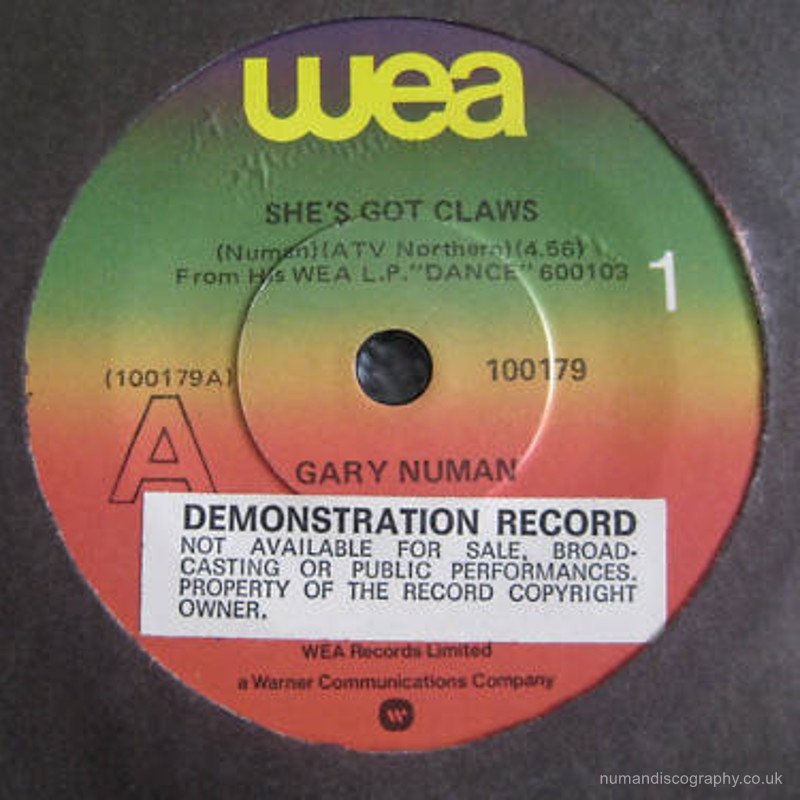 wea
SHE'S GOT CLAWS
(Numan)(ATV Northern)(4.56)
From His WEA L.P."DANCE" 600103
1
(100179A)
100179
A
GARY NUMAN
DEMONSTRATION RECORD
NOT AVAILABLE FOR SALE, BROAD-
CASTING OR PUBLIC PERFORMANCES.
PROPERTY OF THE RECORD COPYRIGHT
OWNER.
WEA Records Limited
a Warner Communications Company
numandiscography.co.uk